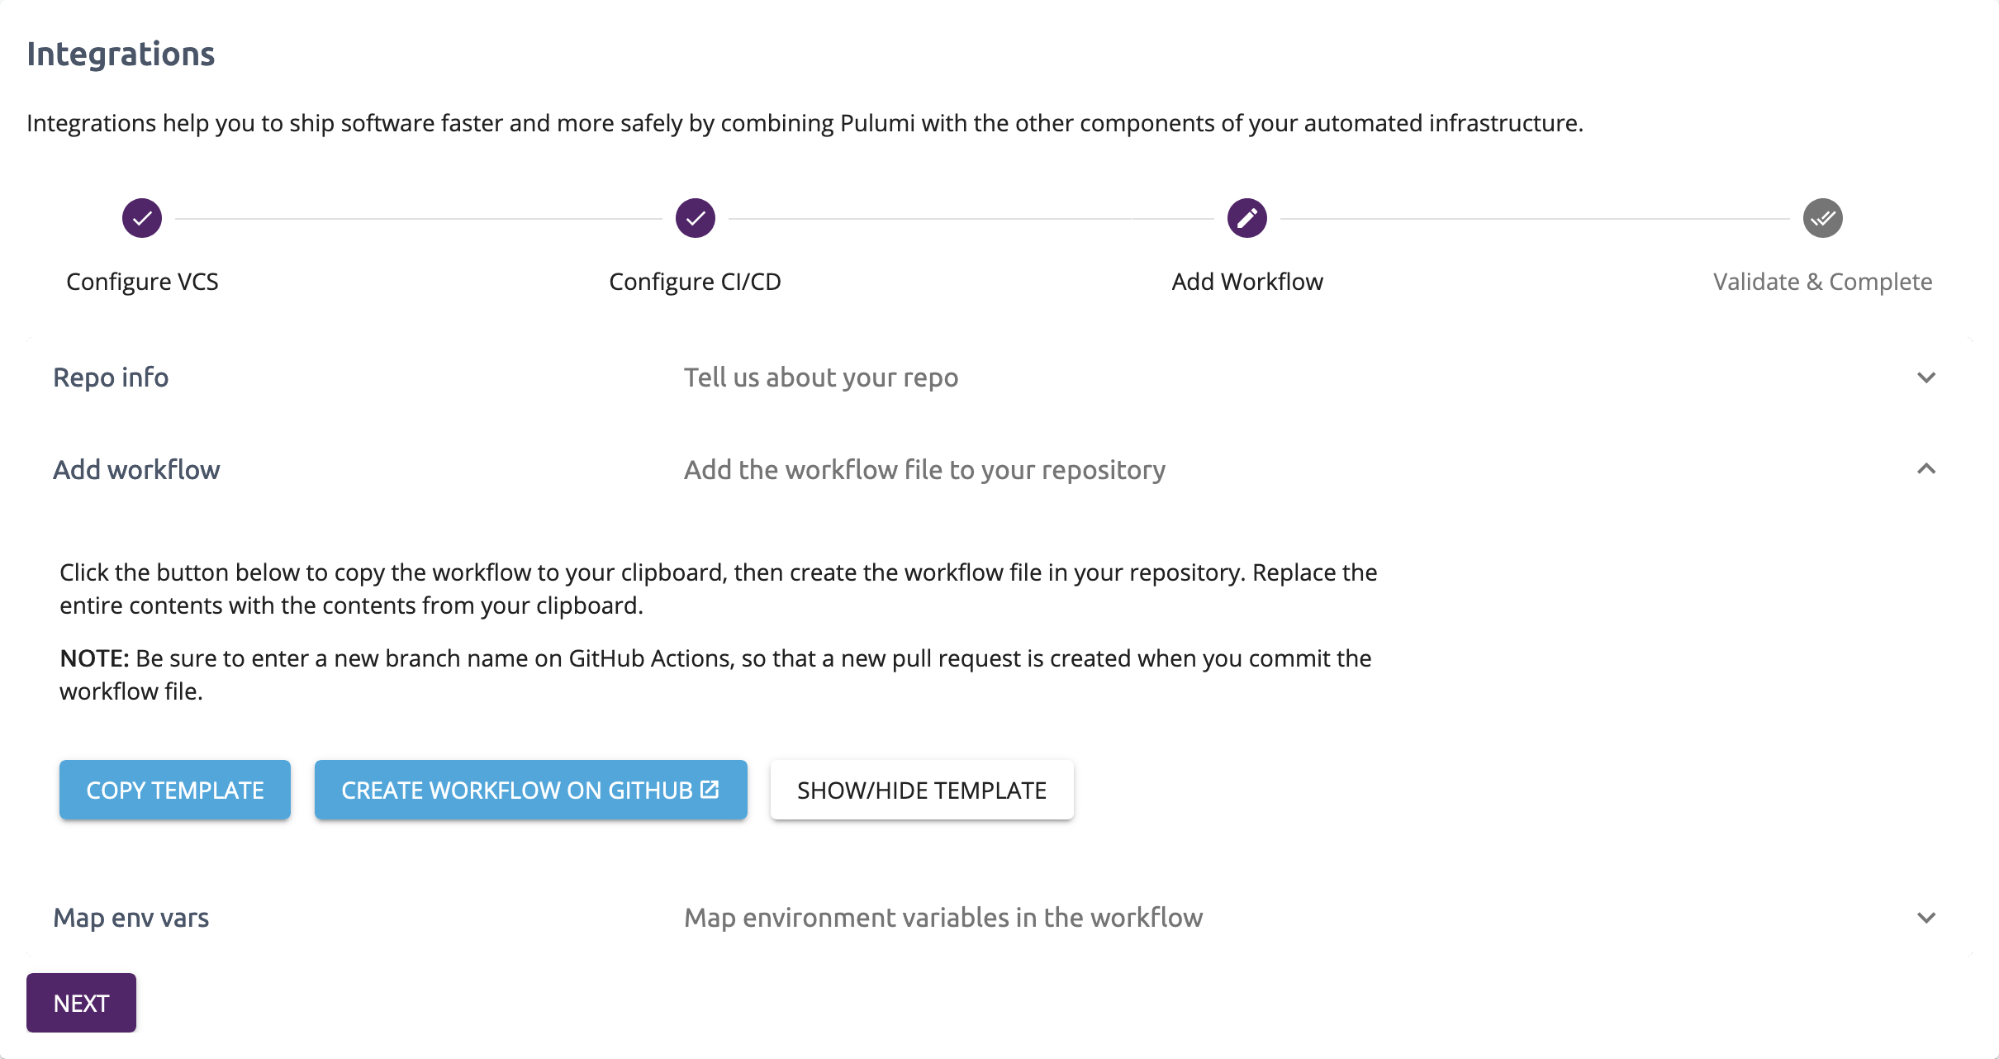 Integrations
Integrations help you to ship software faster and more safely by combining Pulumi with the other components of your automated infrastructure.
Configure VCS
Configure CI/CD
Add Workflow
Validate & Complete
Repo info
Tell us about your repo
Add workflow
Add the workflow file to your repository
Click the button below to copy the workflow to your clipboard, then create the workflow file in your repository. Replace the
entire contents with the contents from your clipboard.
NOTE: Be sure to enter a new branch name on GitHub Actions, so that a new pull request is created when you commit the
workflow file.
COPY TEMPLATE
CREATE WORKFLOW ON GITHUB
SHOW/HIDE TEMPLATE
Map env vars
Map environment variables in the workflow
NEXT